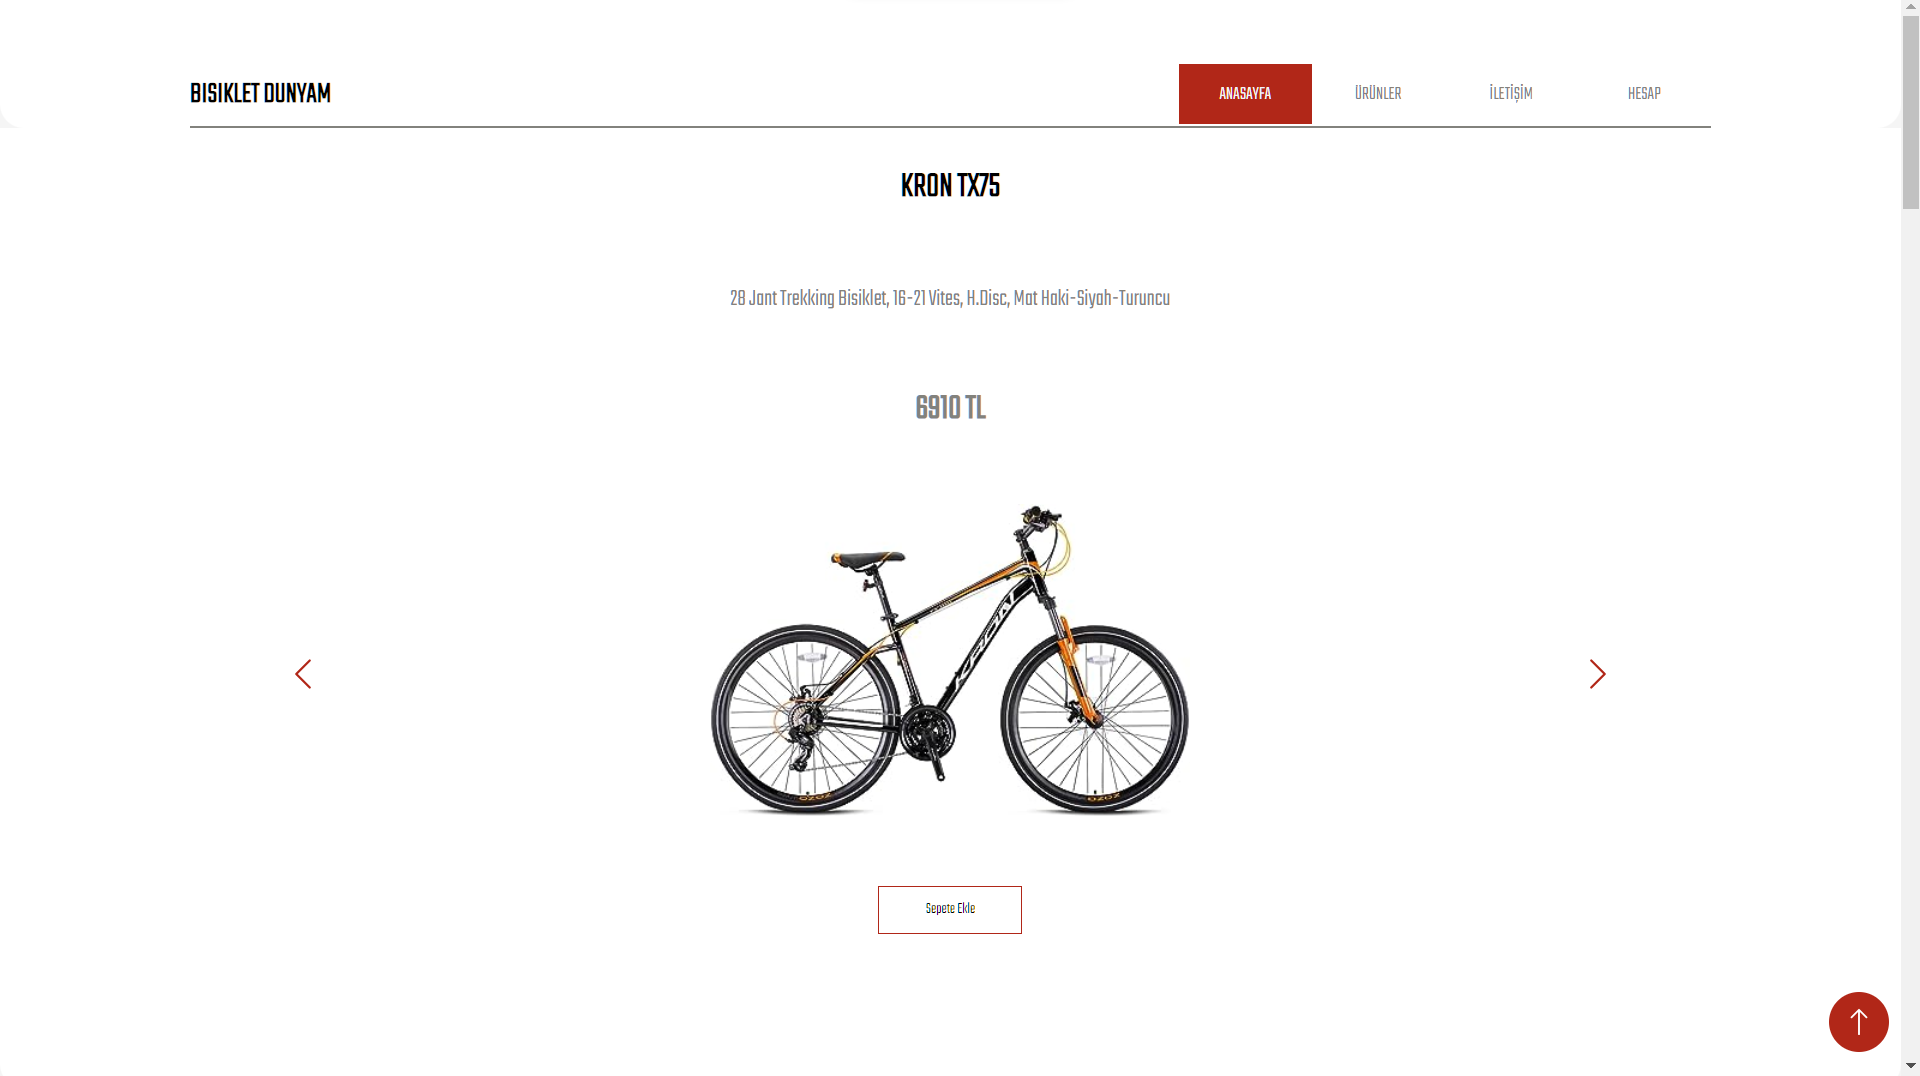 BISIKLET DUNYAM
ANASAYFA
ÜRÜNLER
İLETİŞİM
HESAP
KRON TX75
28 Jant Trekking Bisiklet, 16-21 Vites, H.Disc, Mat Haki-Siyah-Turuncu
6910 TL
KRON
Sepete Ekle